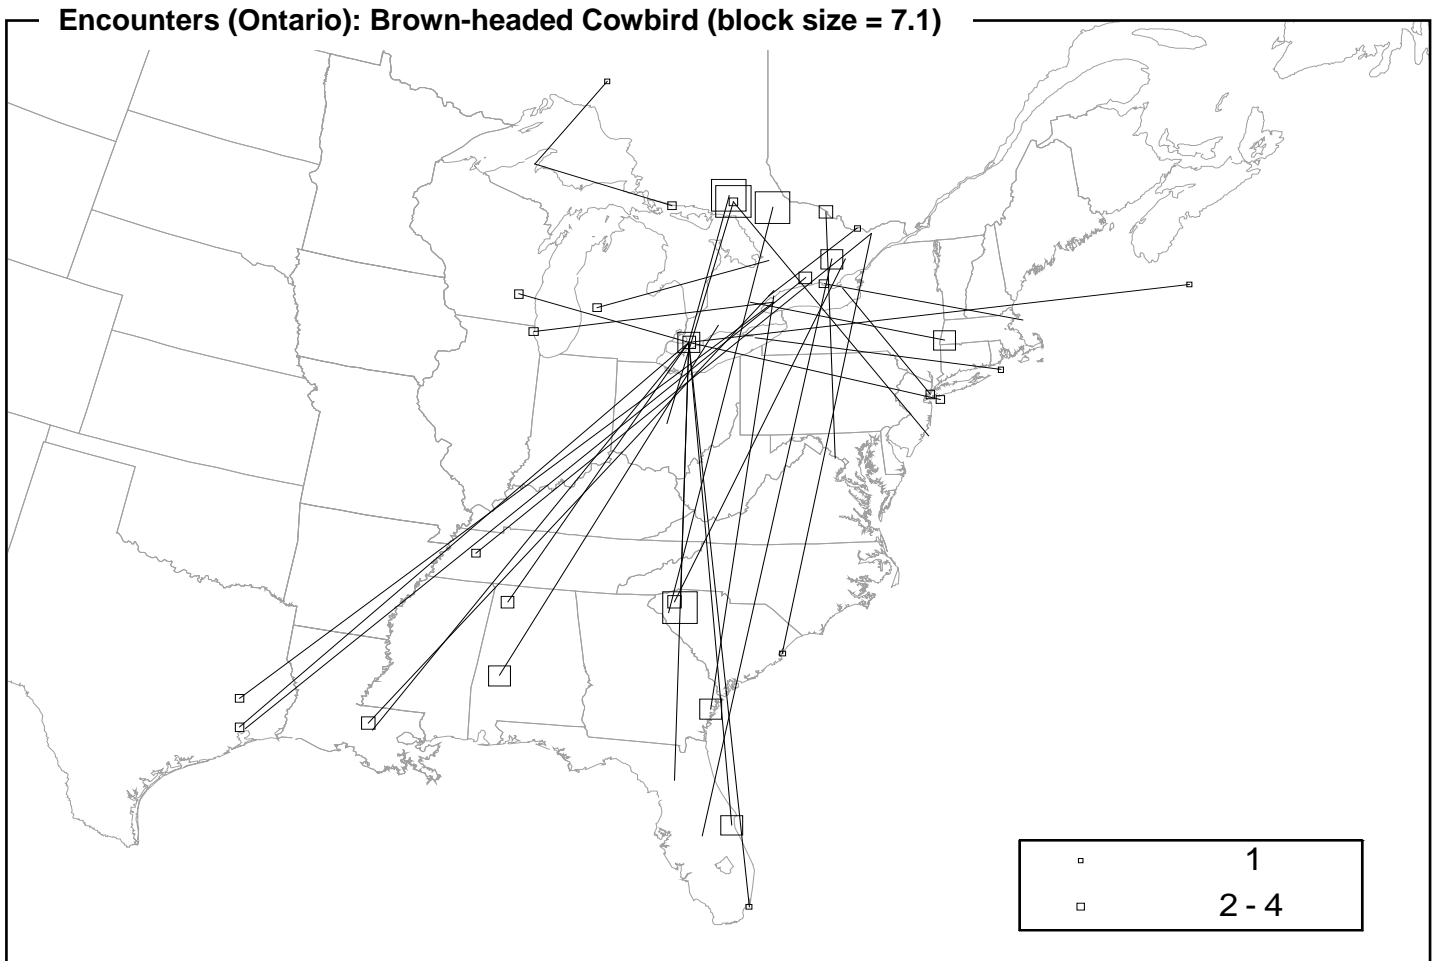 Encounters (Ontario): Brown-headed Cowbird (block size = 7.1)
1
2 - 4